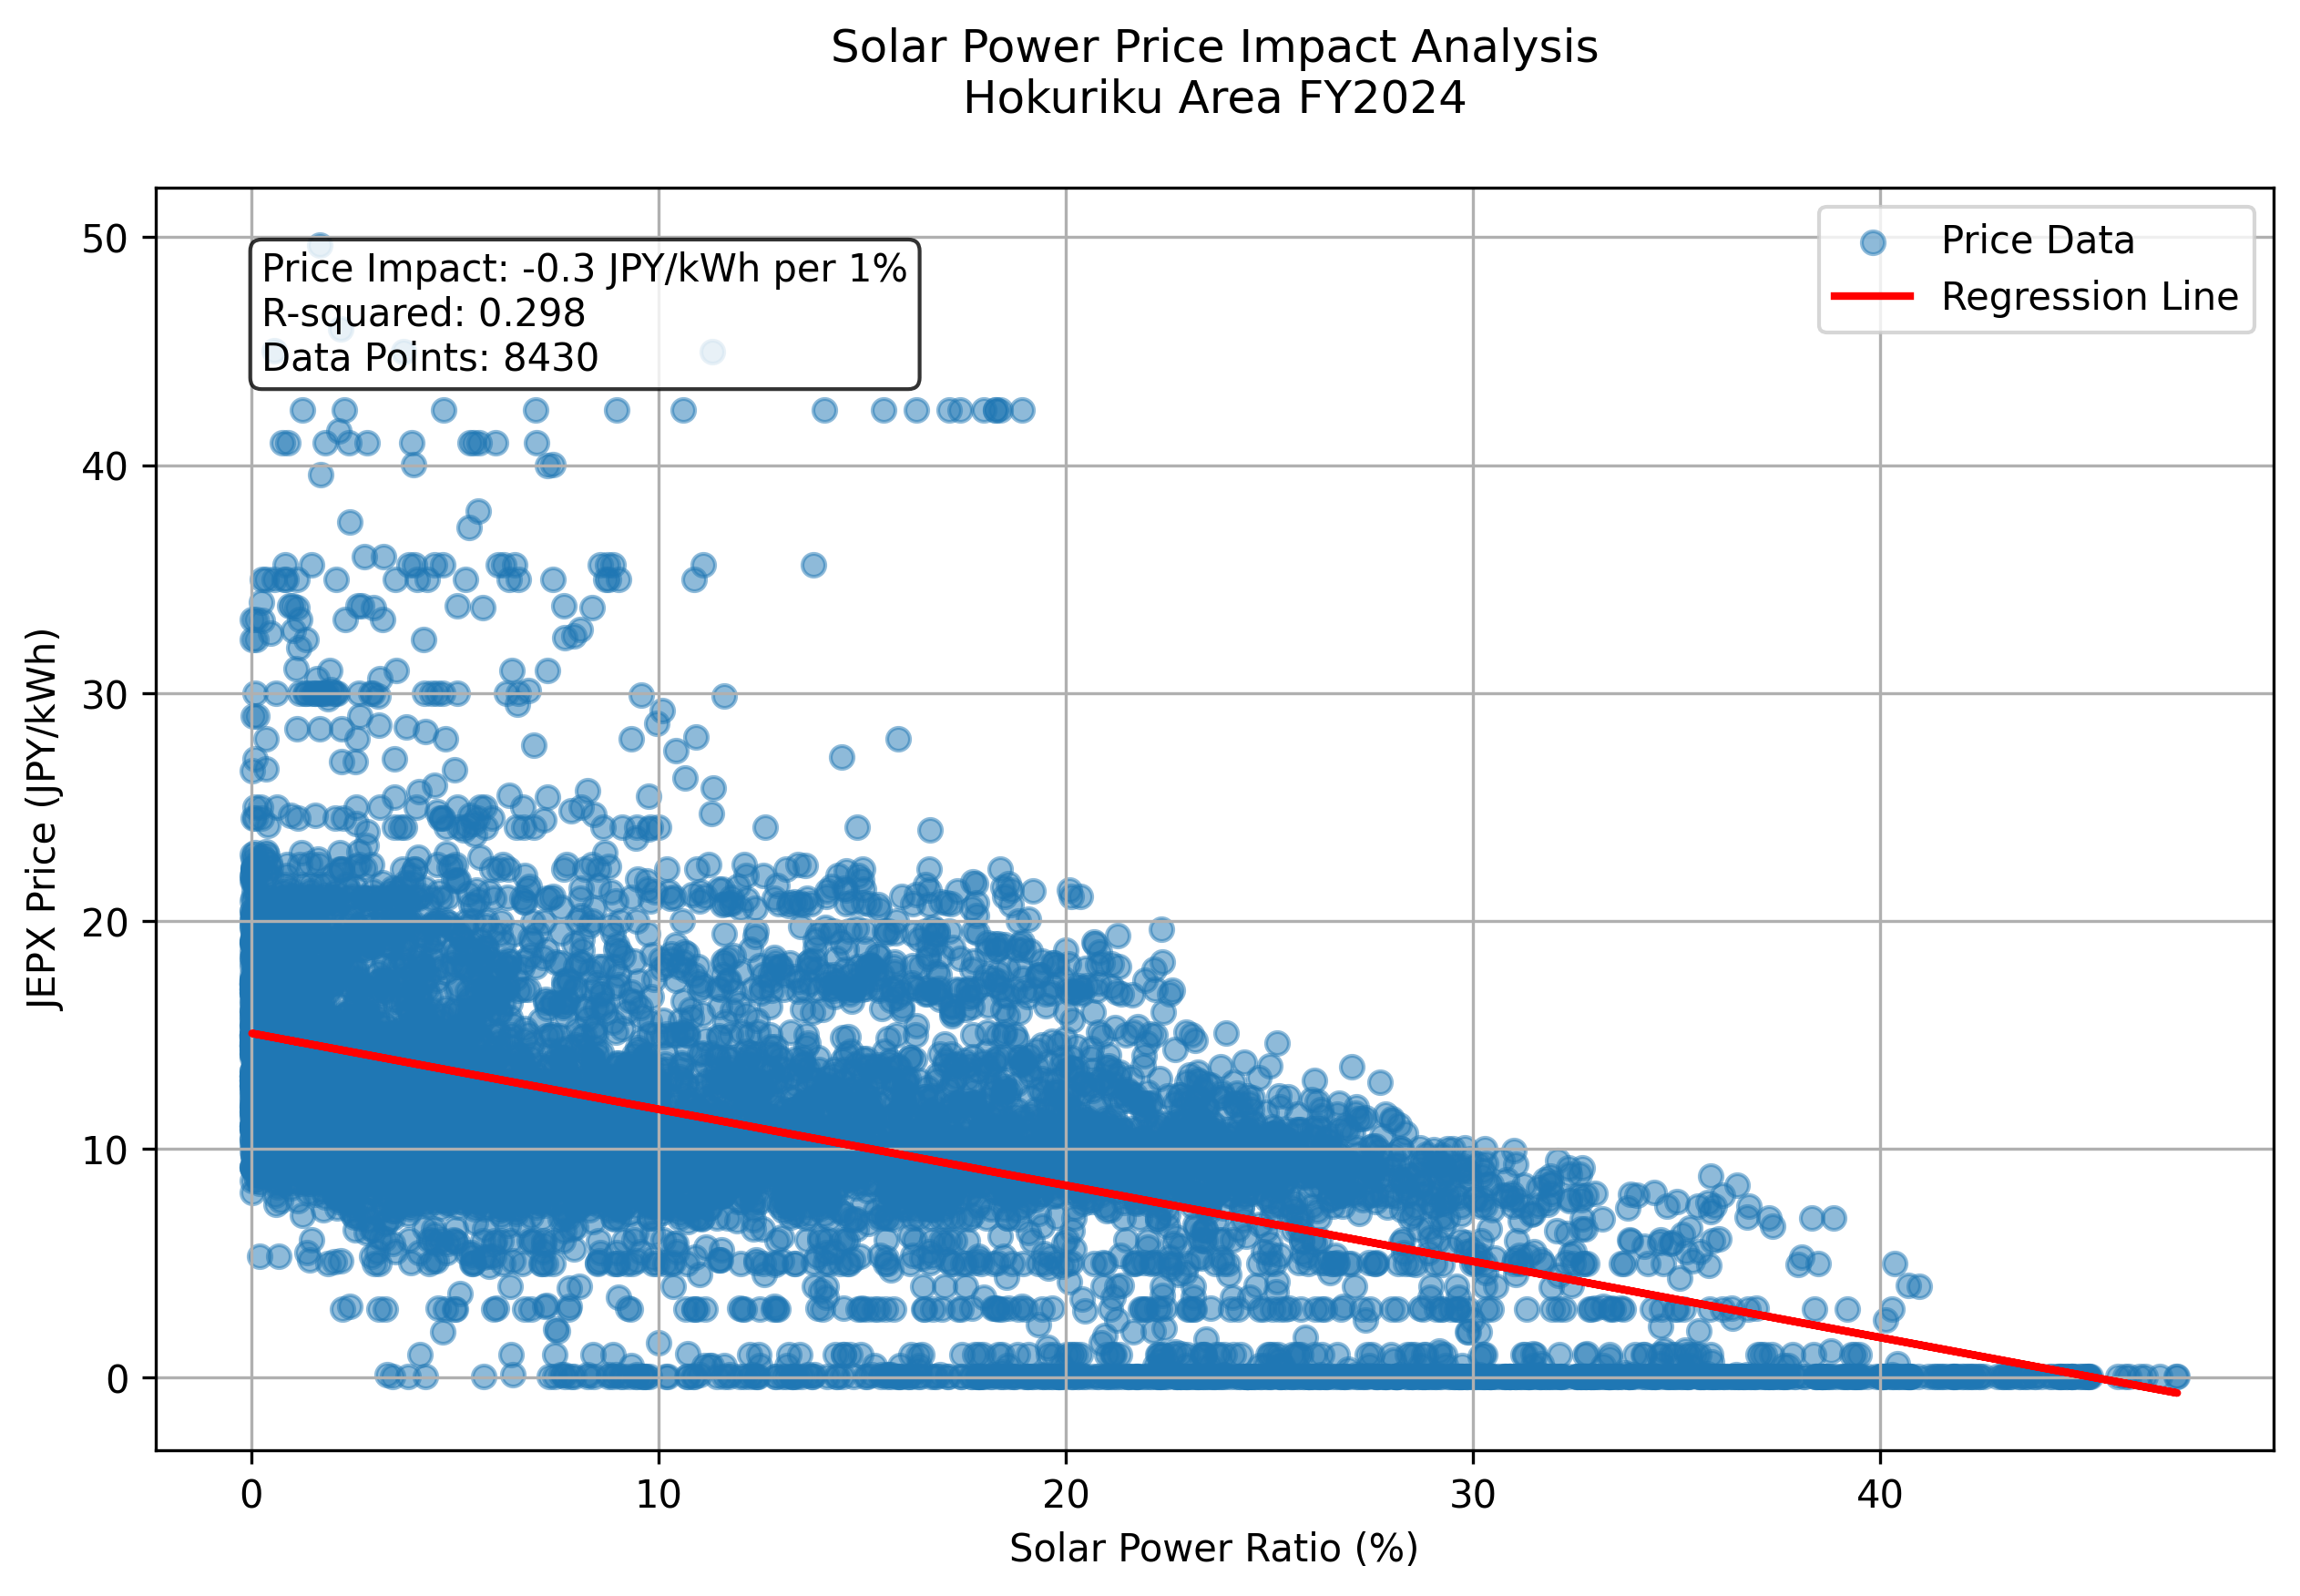 Solar Power Price Impact Analysis
Hokuriku Area FY2024
50
40
30
20
10
0
JEPX Price (JPY/kWh)
Price Impact: -0.3 JPY/kWh per 1%
R-squared: 0.298
Data Points: 8430
Price Data
Regression Line
0
10
20
30
40
Solar Power Ratio (%)